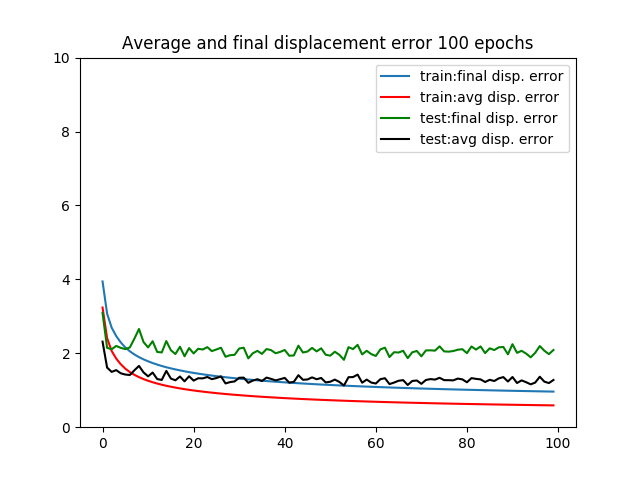 Average and final displacement error 100 epochs
10
8
6
4
2
0
train:final disp. error
train:avg disp. error
test:final disp. error
test:avg disp. error
0 20 40 60 80 100